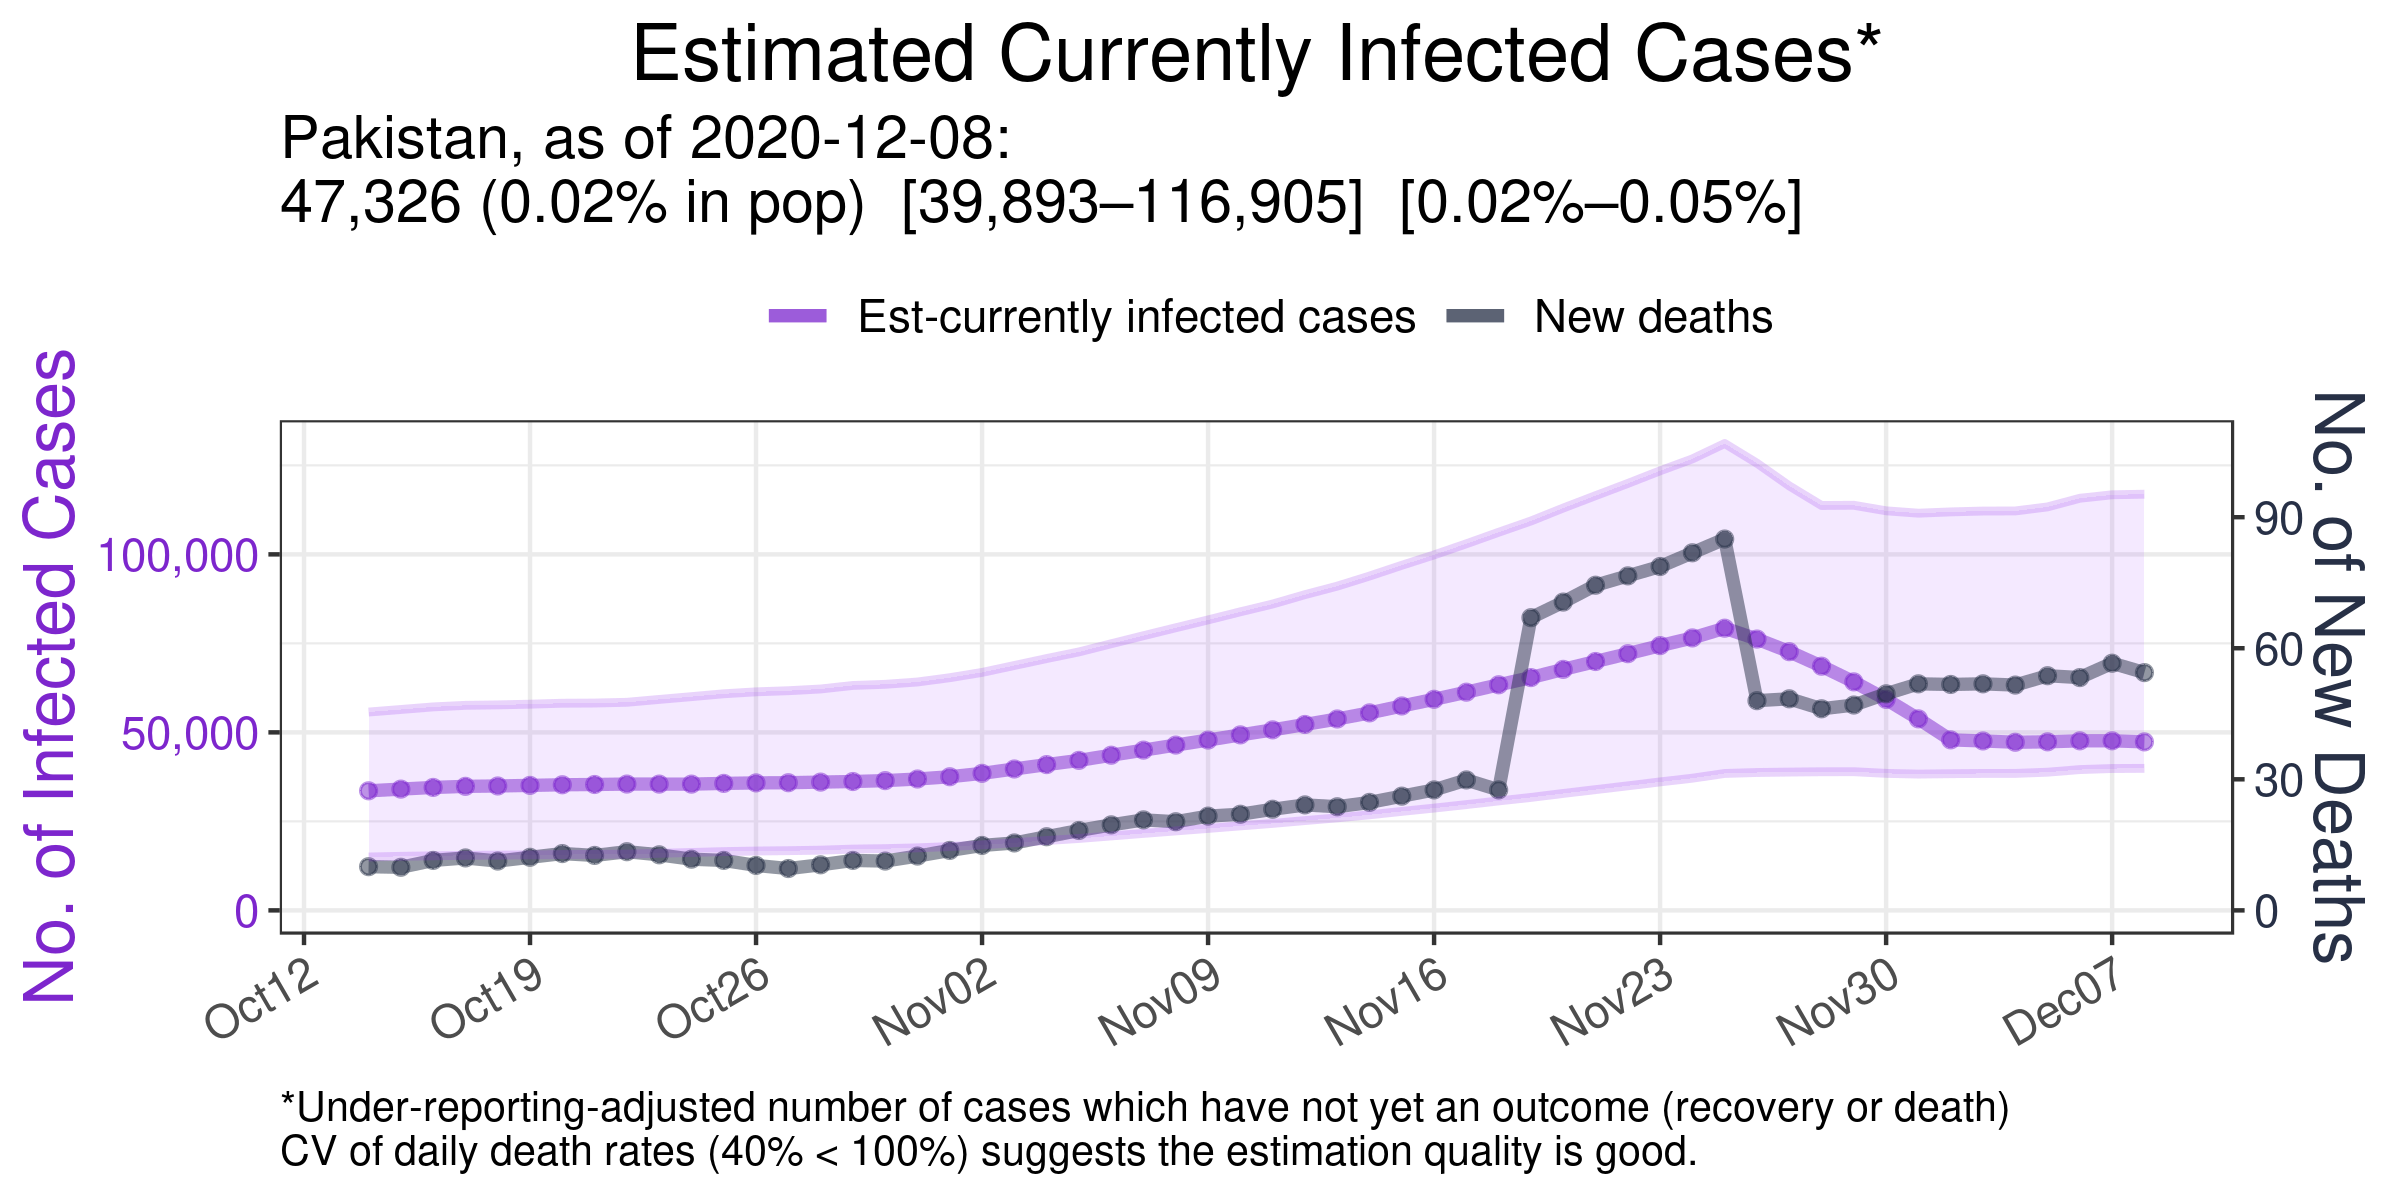 Estimated Currently Infected Cases*
Pakistan, as of 2020-12-08:
47,326 (0.02% in pop)  [39,893–116,905]  [0.02%–0.05%]
Est-currently infected cases
New deaths
No. of Infected Cases
100,000
50,000
0
90
60
30
0
No. of New Deaths
Oct12
Oct19
Oct26
Nov02
Nov09
Nov16
Nov23
Nov30
Dec07
*Under-reporting-adjusted number of cases which have not yet an outcome (recovery or death)
CV of daily death rates (40% < 100%) suggests the estimation quality is good.